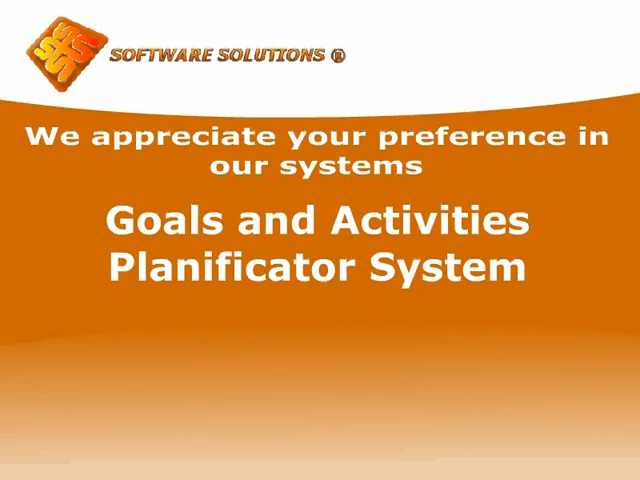 SOFTWARE SOLUTIONS ®
We appreciate your preference in
our systems
Goals and Activities
Planificator System